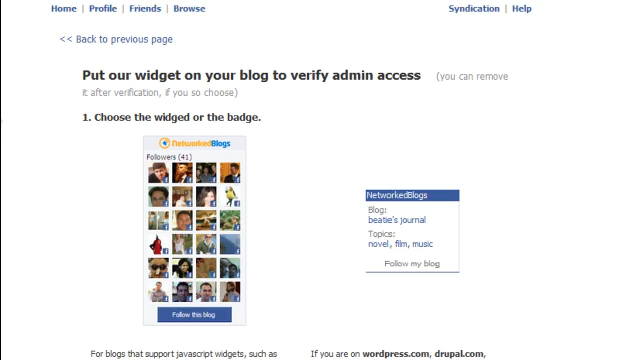 Home | Profile | Friends | Browse
Syndication | Help
<< Back to previous page
Put our widget on your blog to verify admin access (you can remove
it after verification, if you so choose)
1. Choose the widged or the badge.
NetworkedBlogs
Followers (41)
Follow this blog
NetworkedBlogs
Blog:
beatie's journal
Topics:
novel, film, music
Follow my blog
For blogs that support javascript widgets, such as
If you are on wordpress.com, drupal.com,